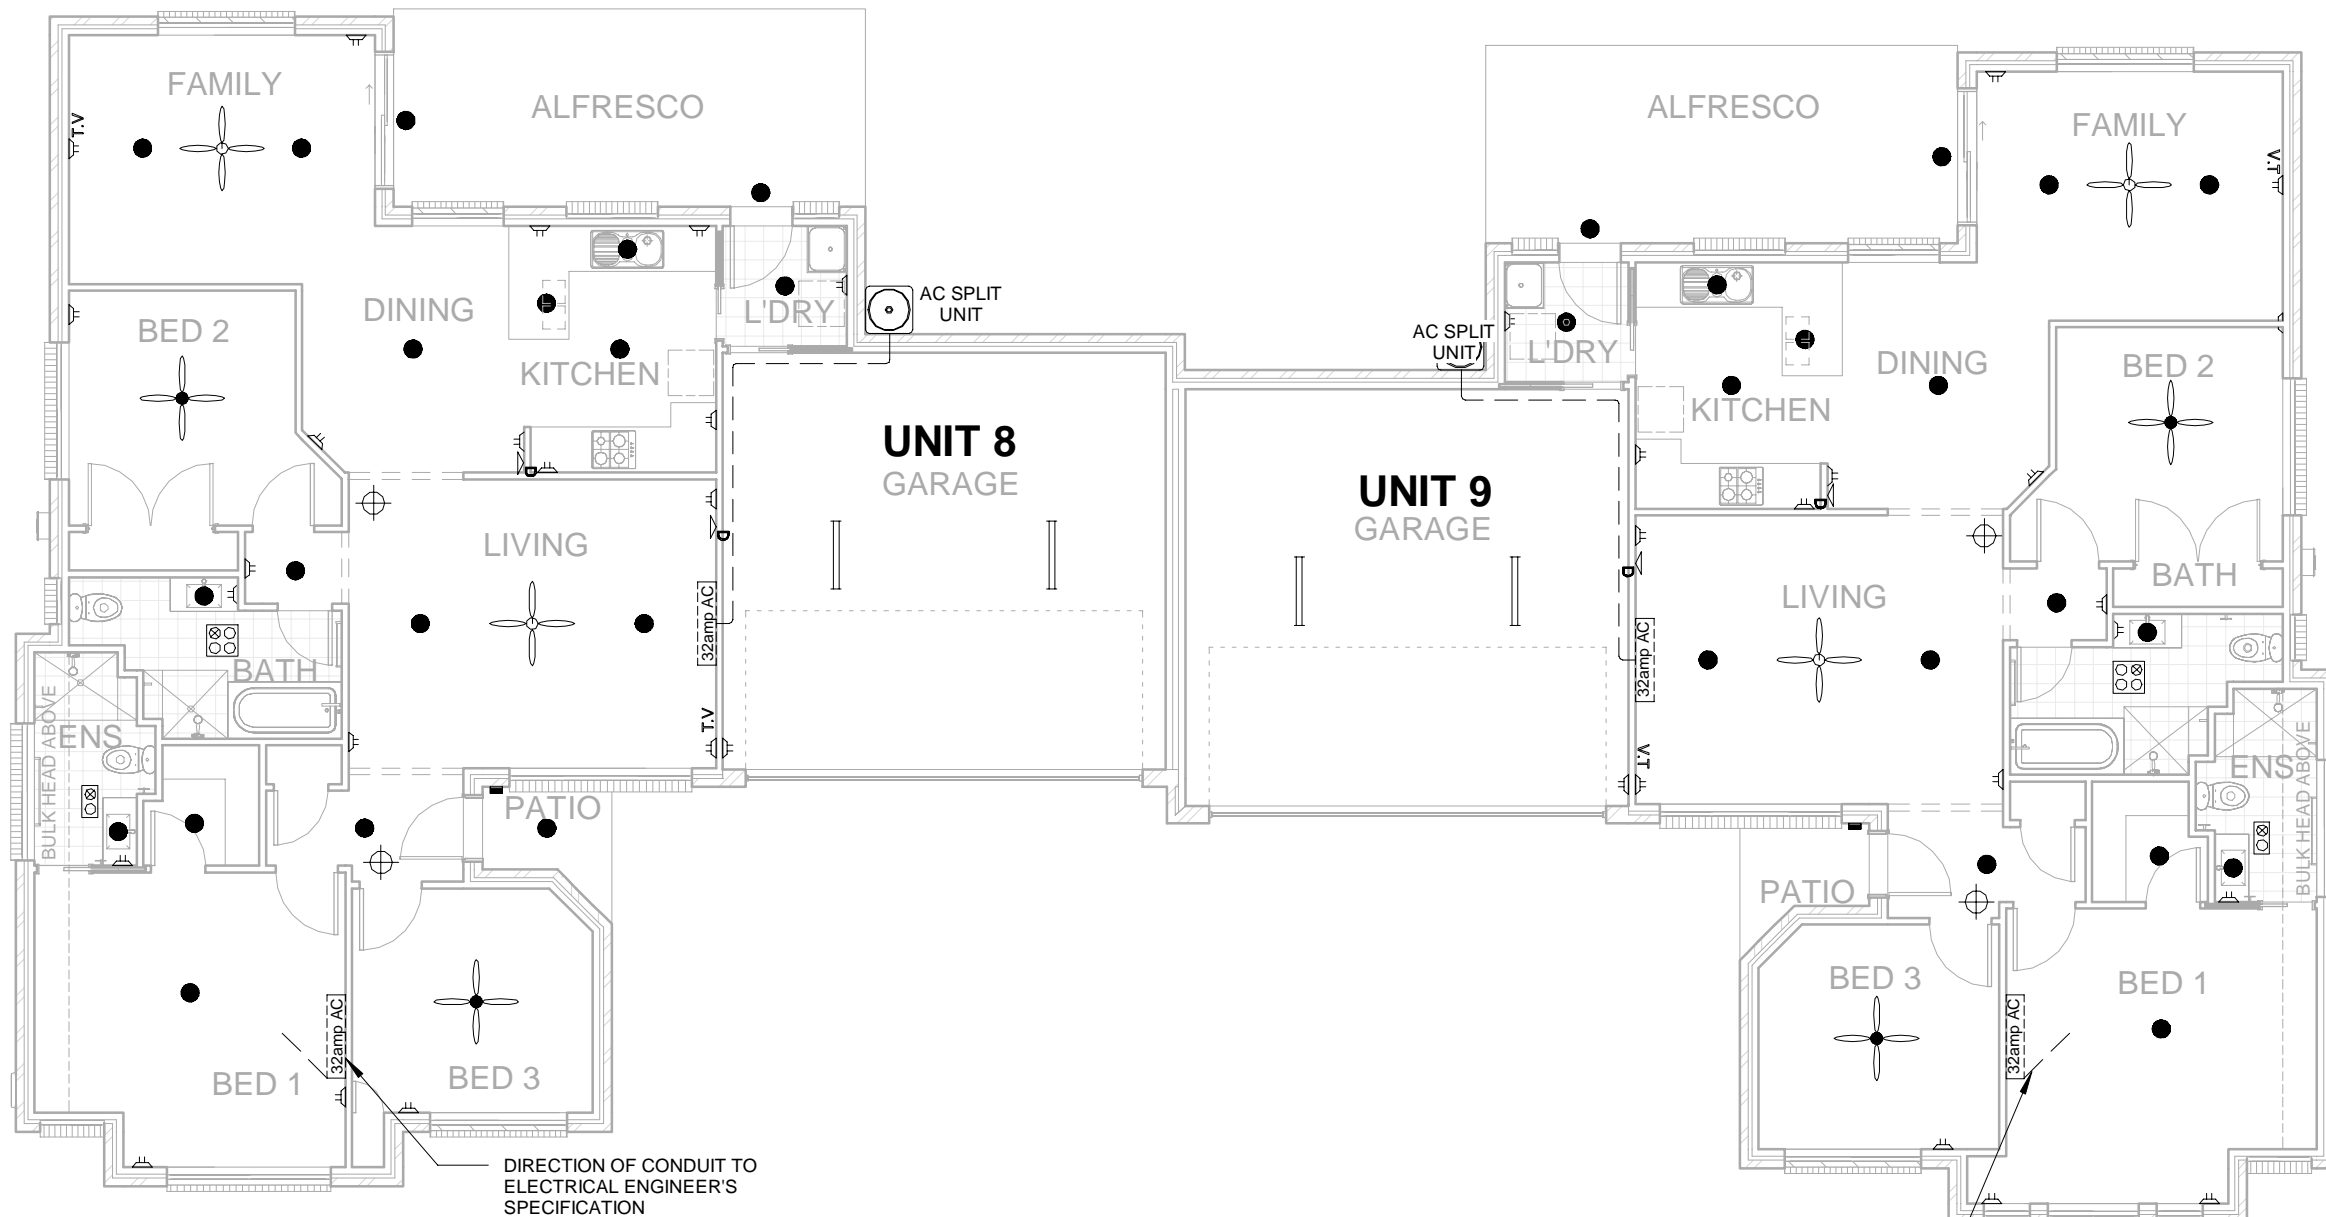 FAMILY
ALFRESCO
T.V
BED 2
DINING
KITCHEN
L'DRY
AC SPLIT
UNIT
UNIT 8
GARAGE
LIVING
32amp AC
T.V
D
D
BATH
ENS
BULK HEAD ABOVE
PATIO
BED 1
32amp AC
BED 3
DIRECTION OF CONDUIT TO
ELECTRICAL ENGINEER'S
SPECIFICATION
ALFRESCO
FAMILY
V.T
AC SPLIT
UNIT
L'DRY
DINING
KITCHEN
BED 2
UNIT 9
GARAGE
D
D
LIVING
32amp AC
V.T
BATH
ENS
BULK HEAD ABOVE
PATIO
BED 3
BED 1
32amp AC